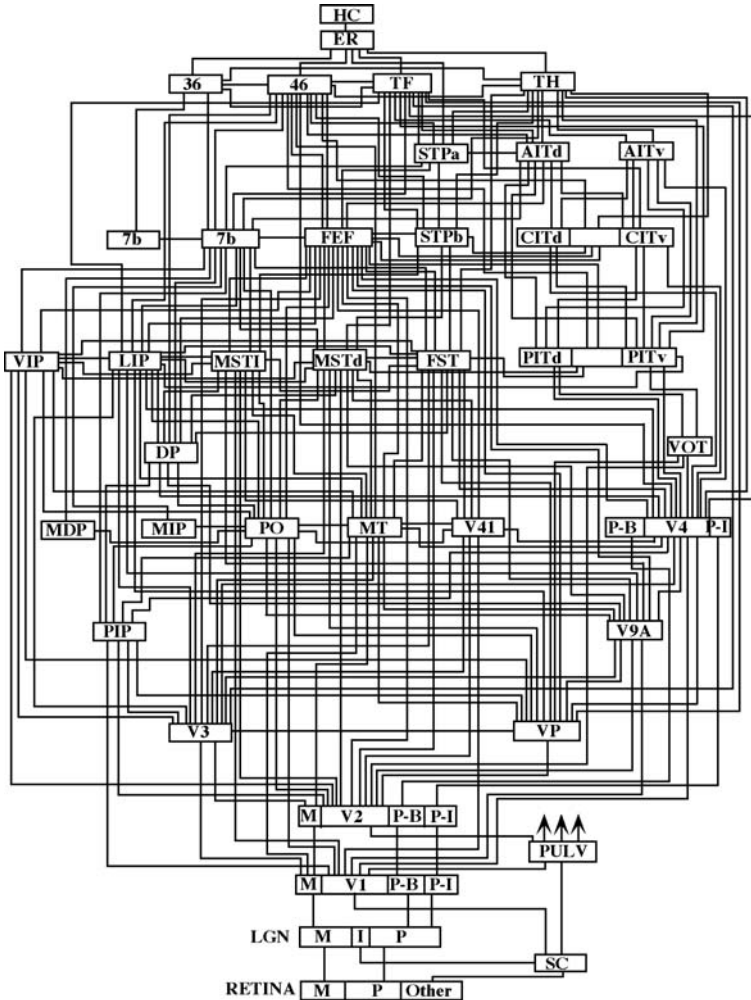 HC
ER
36 46 TF TH
STPa AITd AITv
7b 7b FEF STPb CITd CITv
VIP LIP MSTl MSTd FST PITd PITv
DP VOT
MDP MIP PO MT V41 P-B V4 P-I
PIP V9A
V3 VP
M V2 P-B P-I
PULV
M V1 P-B P-I
LGN M I P
SC
RETINA M P Other